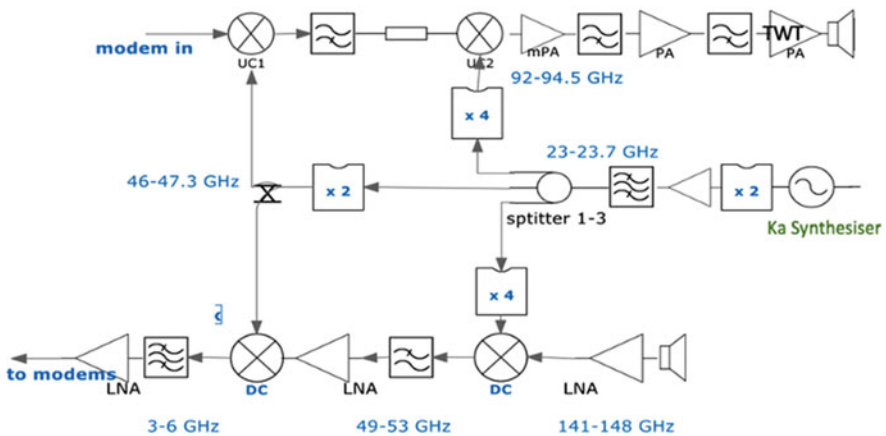 modem in
UC1
UC2
mPA
PA
TWT
PA
92-94.5 GHz
x 4
23-23.7 GHz
46-47.3 GHz
x 2
x 2
sptitter 1-3
Ka Synthesiser
x 4
c
to modems
LNA
DC
LNA
DC
LNA
3-6 GHz
49-53 GHz
141-148 GHz